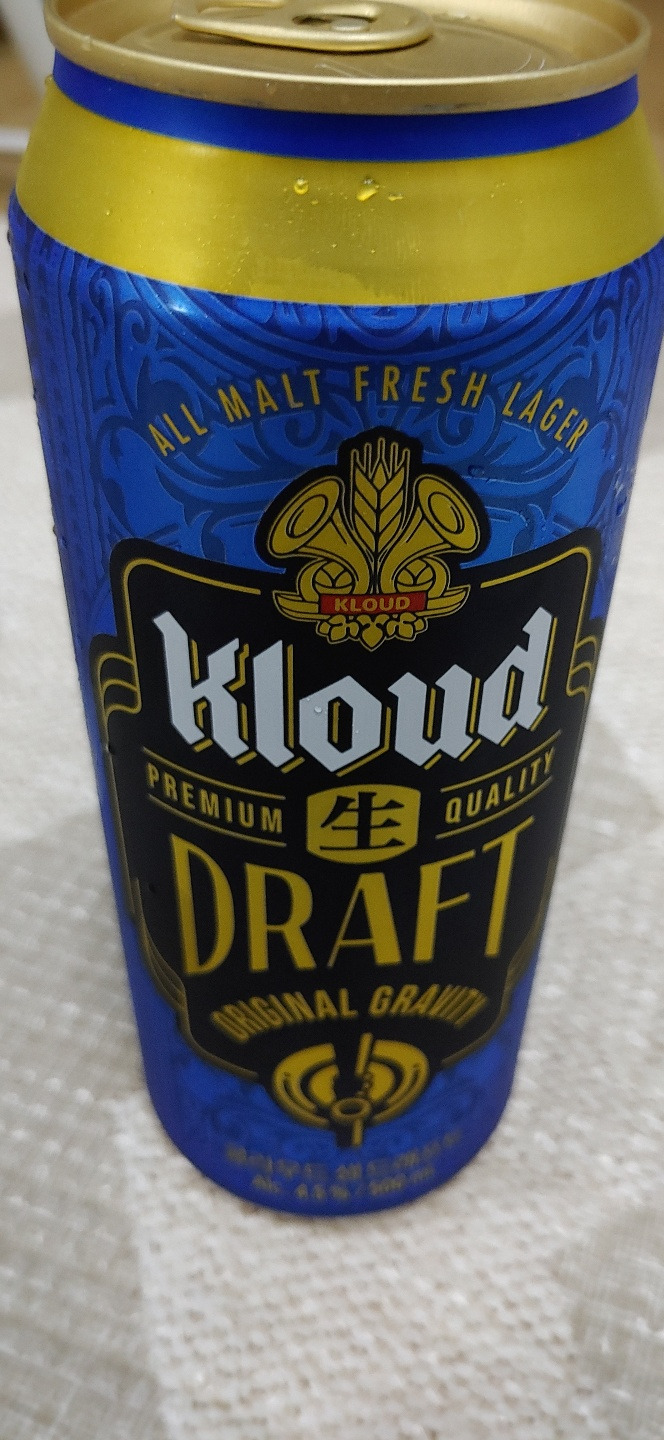 ALL MALT FRESH LAGER
KLOUD
Kloud
PREMIUM 生 QUALITY
DRAFT
ORIGINAL GRAVITY